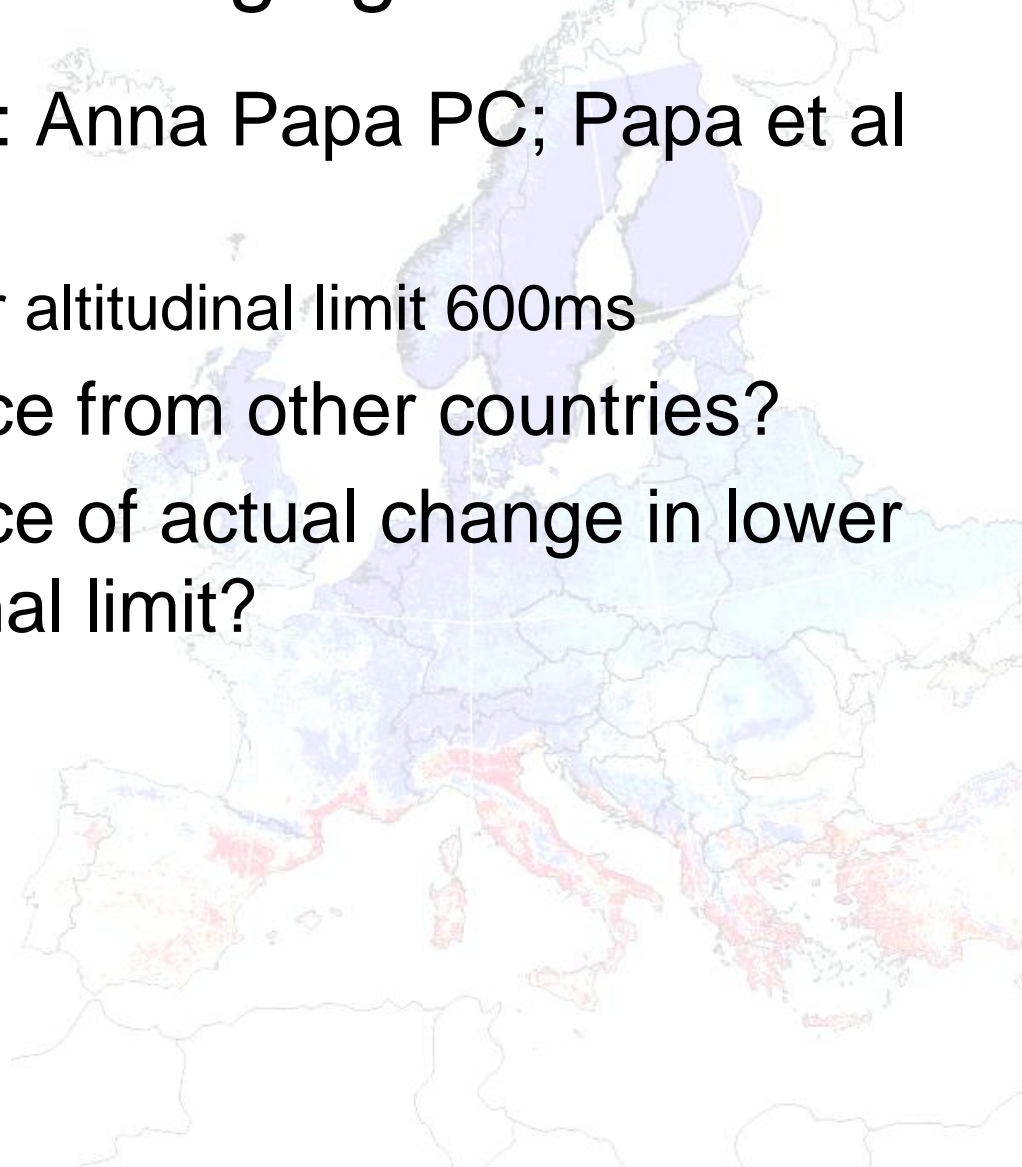 : Anna Papa PC; Papa et al
r altitudinal limit 600ms
ce from other countries?
ce of actual change in lower
al limit?